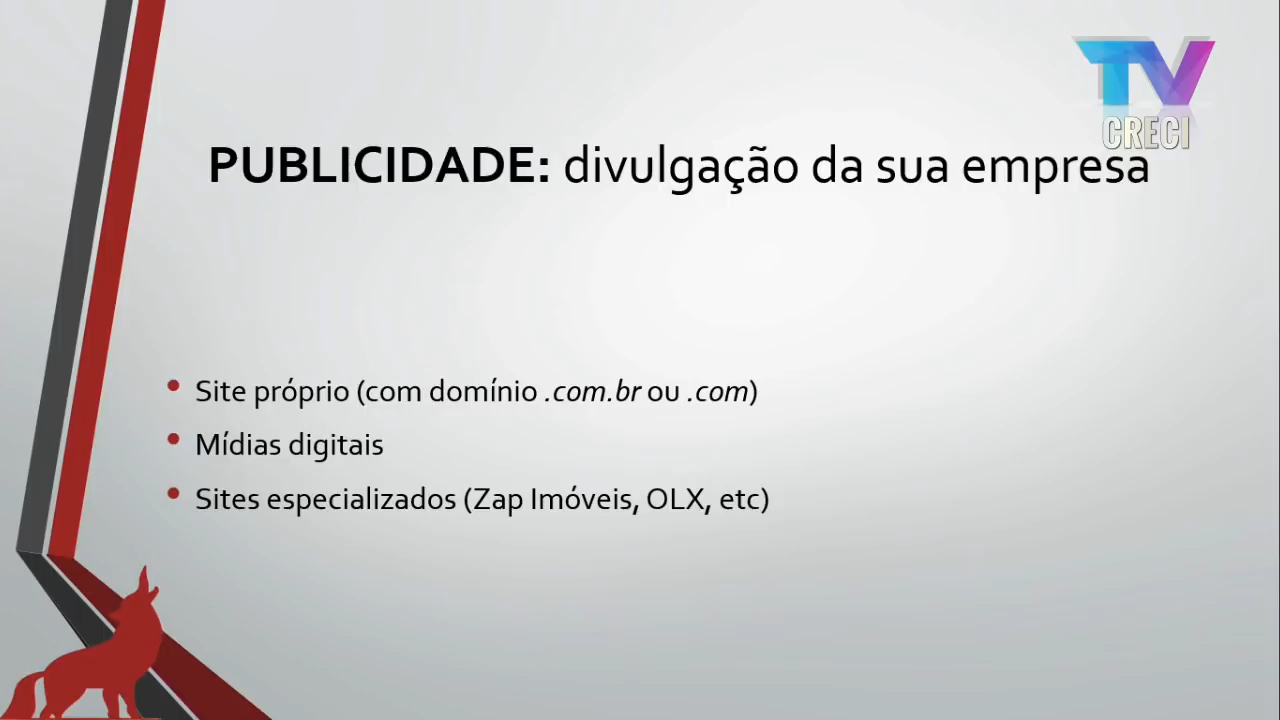 TV
CRECI
PUBLICIDADE: divulgação da sua empresa
• Site próprio (com domínio .com.br ou .com)
• Mídias digitais
• Sites especializados (Zap Imóveis, OLX, etc)